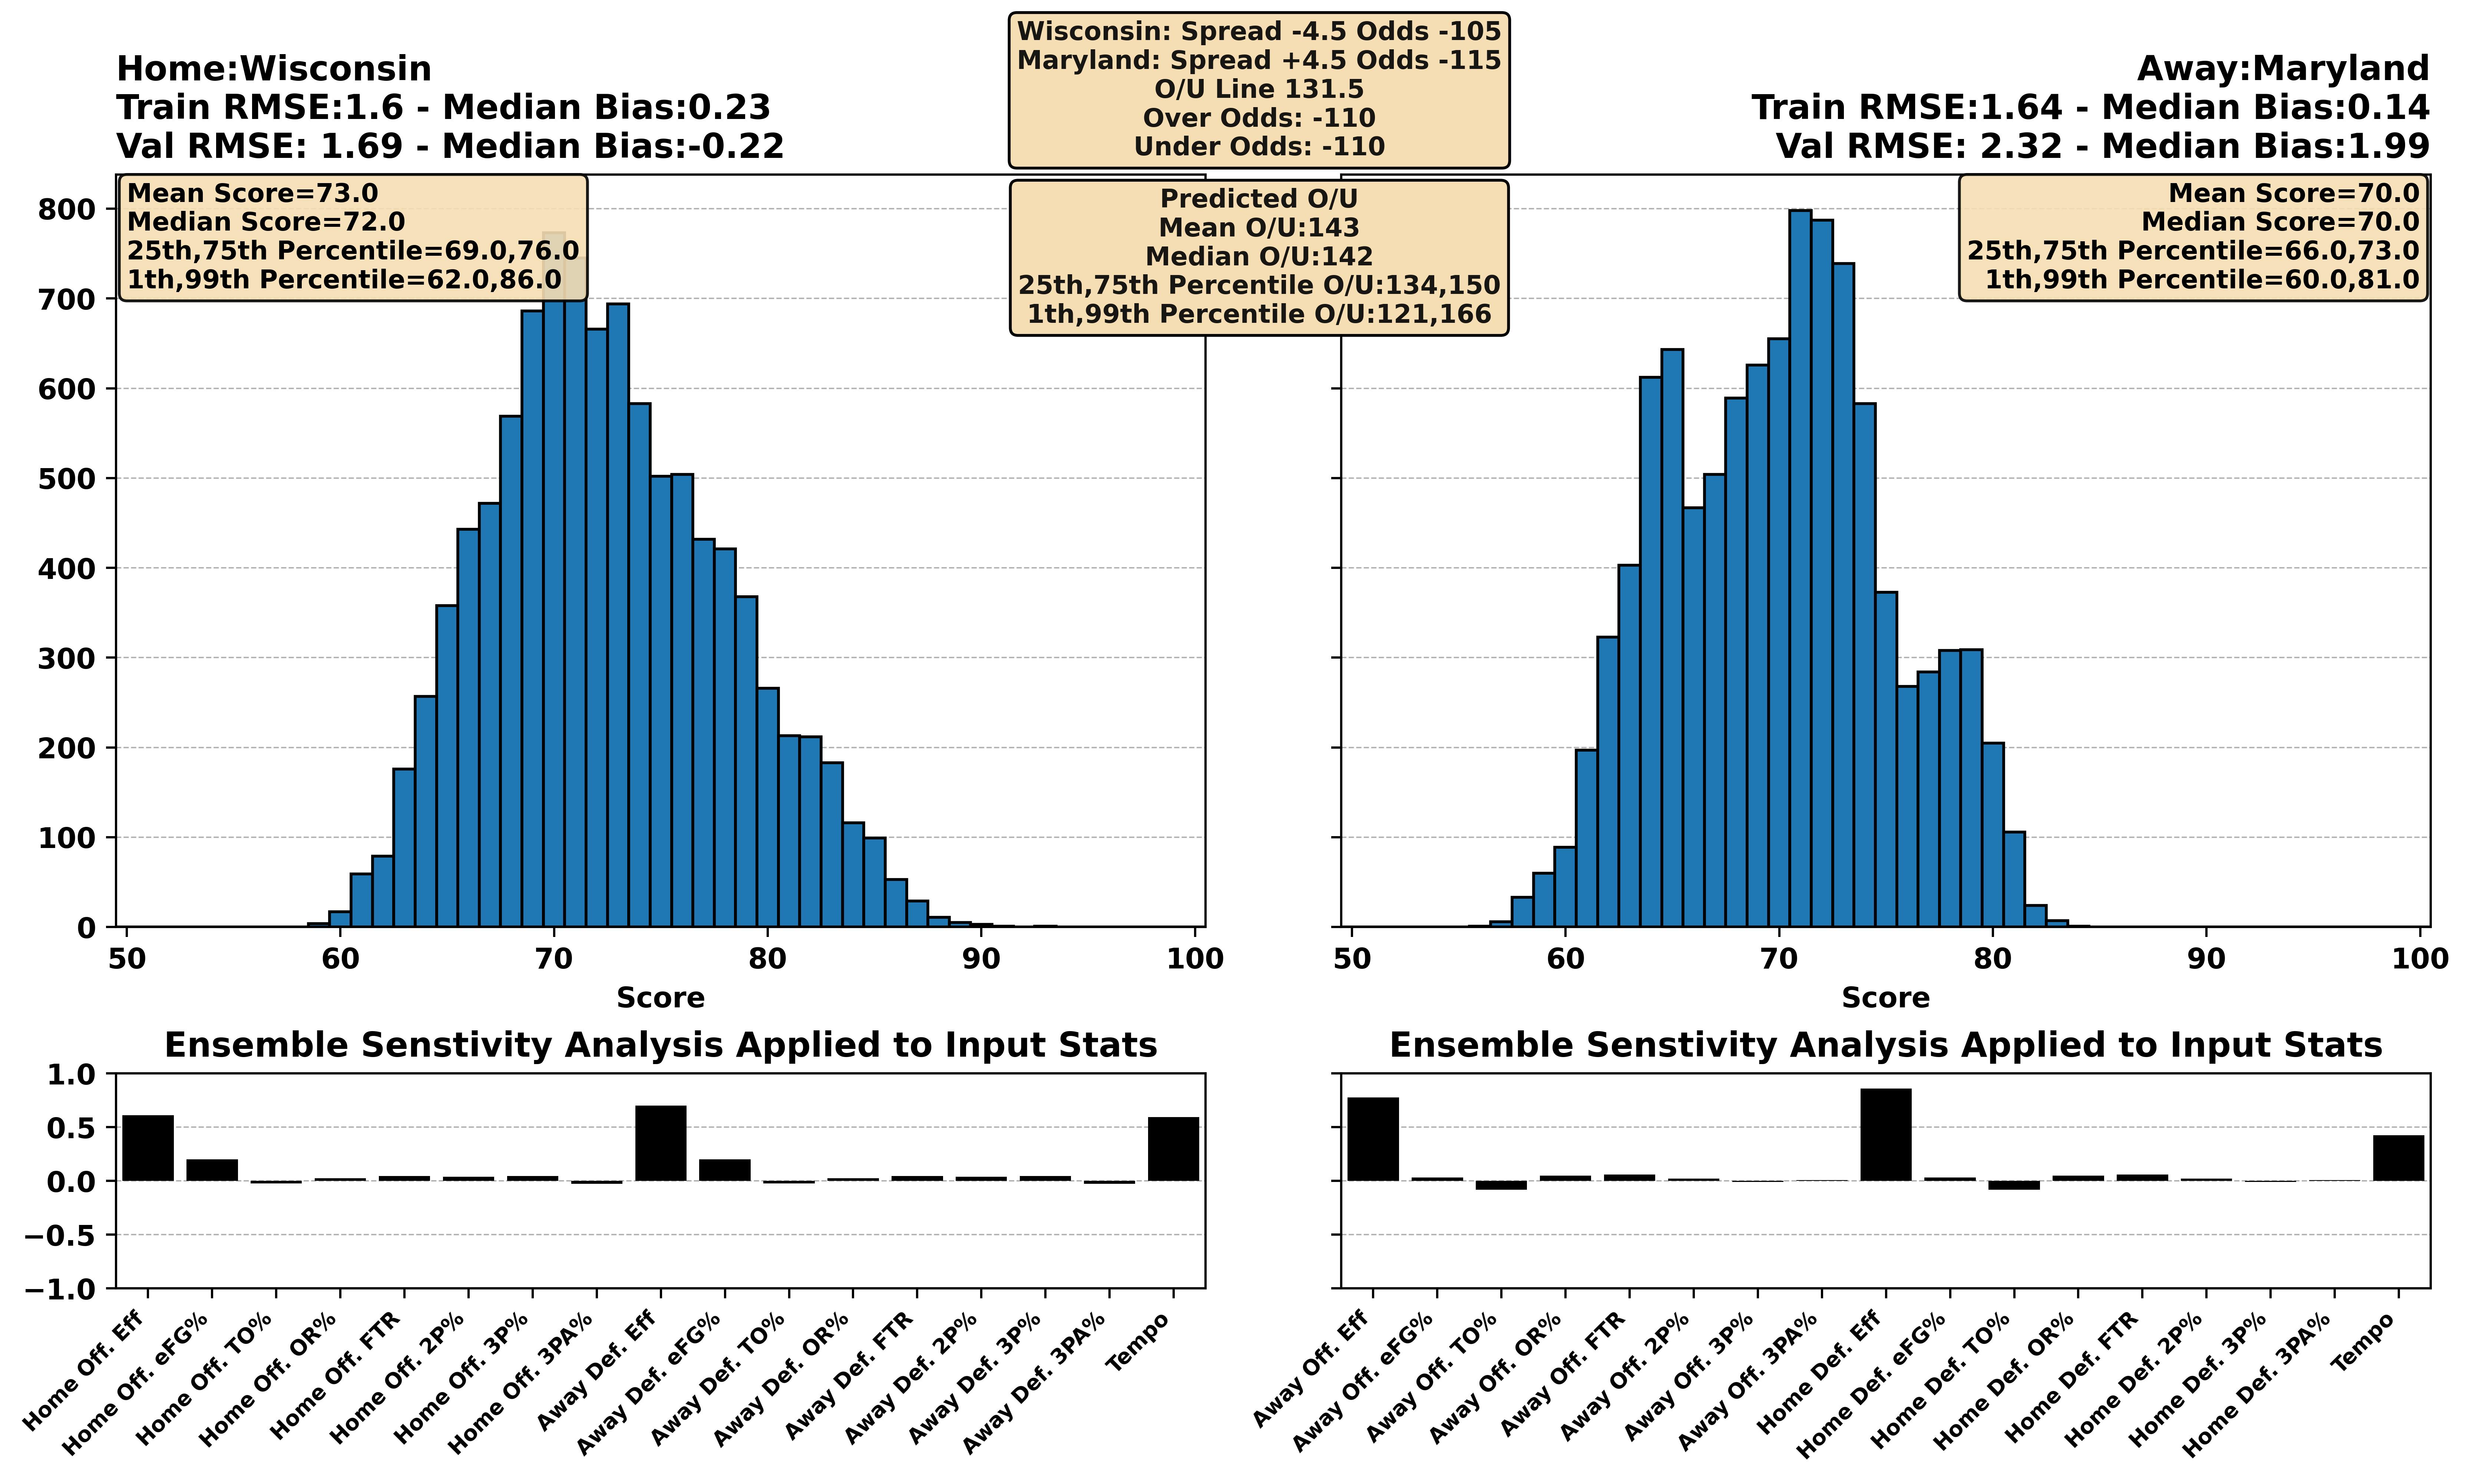 Wisconsin: Spread -4.5 Odds -105
Maryland: Spread +4.5 Odds -115
O/U Line 131.5
Over Odds: -110
Under Odds: -110
Home:Wisconsin
Train RMSE:1.6 - Median Bias:0.23
Val RMSE: 1.69 - Median Bias:-0.22
Away:Maryland
Train RMSE:1.64 - Median Bias:0.14
Val RMSE: 2.32 - Median Bias:1.99
Mean Score=73.0
Median Score=72.0
25th,75th Percentile=69.0,76.0
1th,99th Percentile=62.0,86.0
Predicted O/U
Mean O/U:143
Median O/U:142
25th,75th Percentile O/U:134,150
1th,99th Percentile O/U:121,166
Mean Score=70.0
Median Score=70.0
25th,75th Percentile=66.0,73.0
1th,99th Percentile=60.0,81.0
800
700
600
500
400
300
200
100
0
50 60 70 80 90 100
Score
50 60 70 80 90 100
Score
Ensemble Senstivity Analysis Applied to Input Stats
1.0
0.5
0.0
−0.5
−1.0
Home Off. Eff
Home Off. eFG%
Home Off. TO%
Home Off. OR%
Home Off. FTR
Home Off. 2P%
Home Off. 3P%
Home Off. 3PA%
Away Def. Eff
Away Def. eFG%
Away Def. TO%
Away Def. OR%
Away Def. FTR
Away Def. 2P%
Away Def. 3P%
Away Def. 3PA%
Tempo
Ensemble Senstivity Analysis Applied to Input Stats
Away Off. Eff
Away Off. eFG%
Away Off. TO%
Away Off. OR%
Away Off. FTR
Away Off. 2P%
Away Off. 3P%
Away Off. 3PA%
Home Def. Eff
Home Def. eFG%
Home Def. TO%
Home Def. OR%
Home Def. FTR
Home Def. 2P%
Home Def. 3P%
Home Def. 3PA%
Tempo